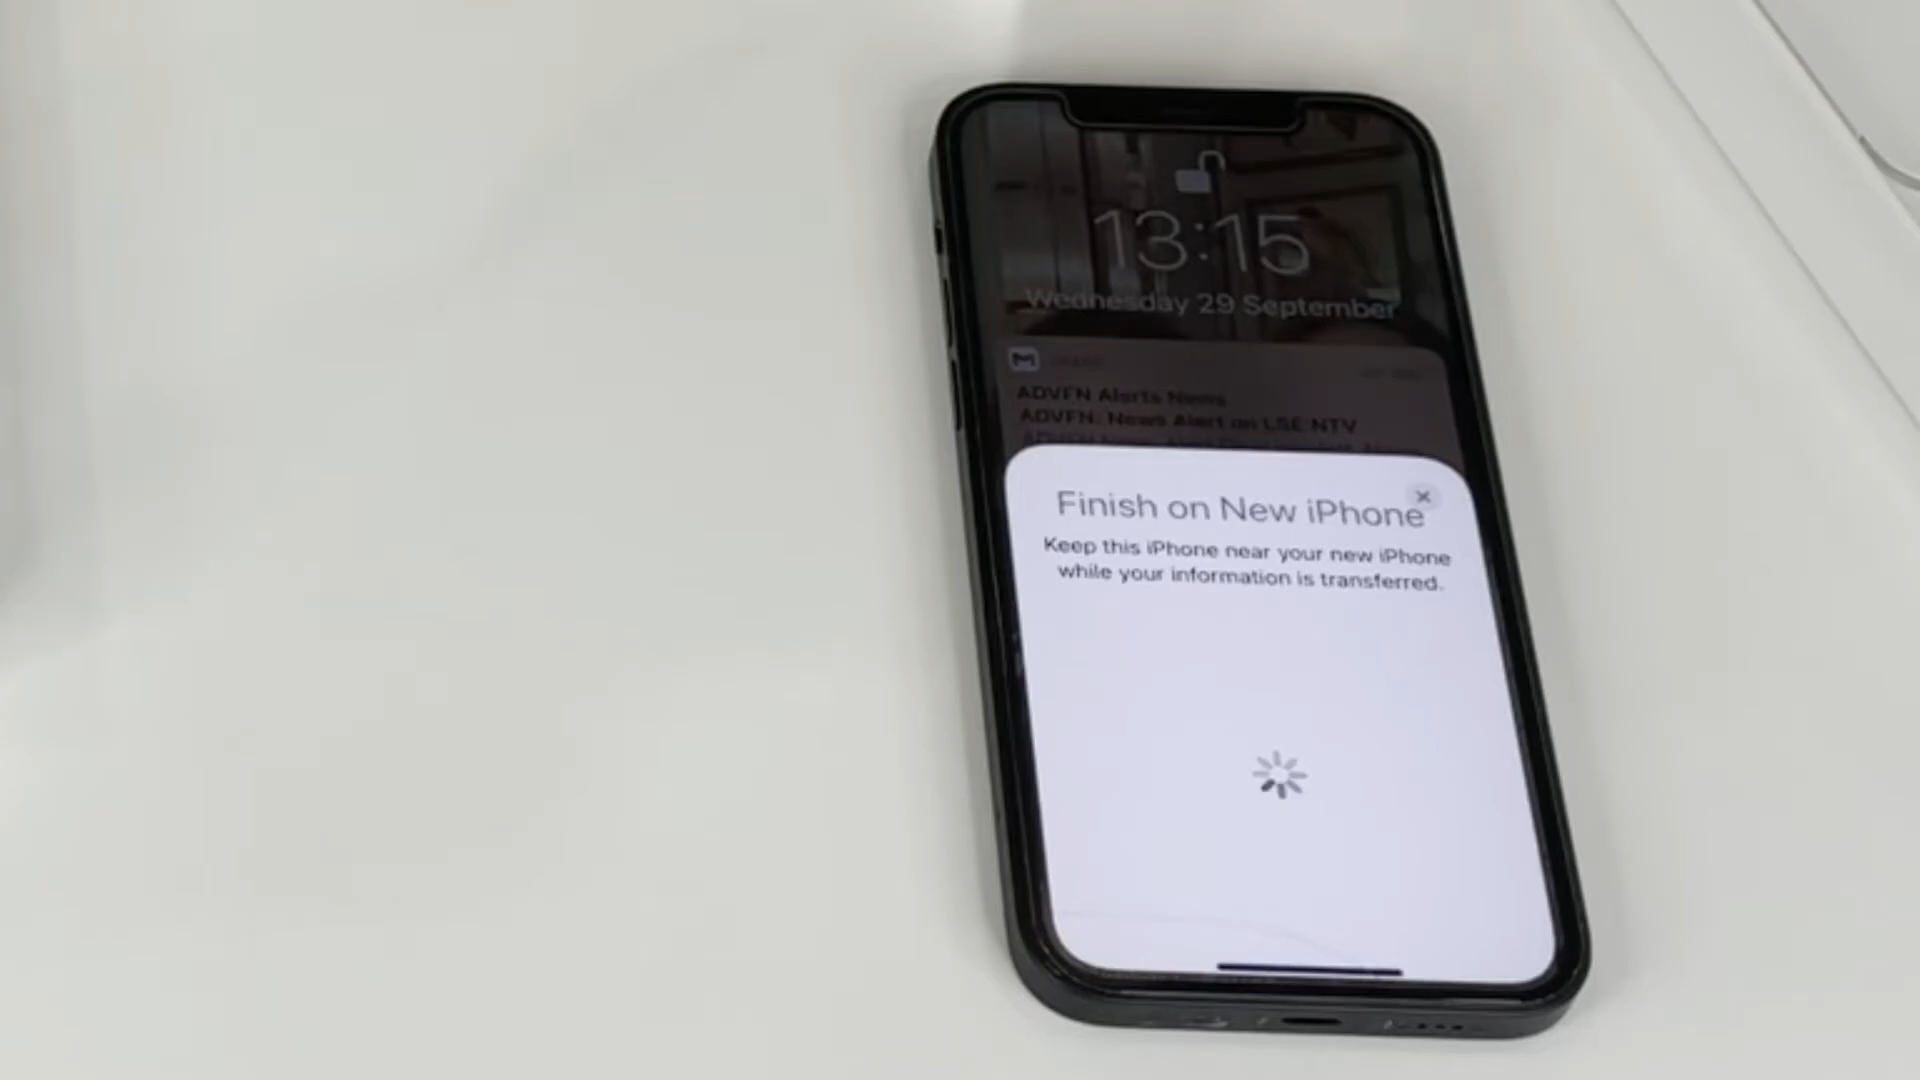 13:15
Wednesday 29 September
ADVFN Alerts News
ADVFN: News Alert on LSE:NTV
Finish on New iPhone
Keep this iPhone near your new iPhone
while your information is transferred.